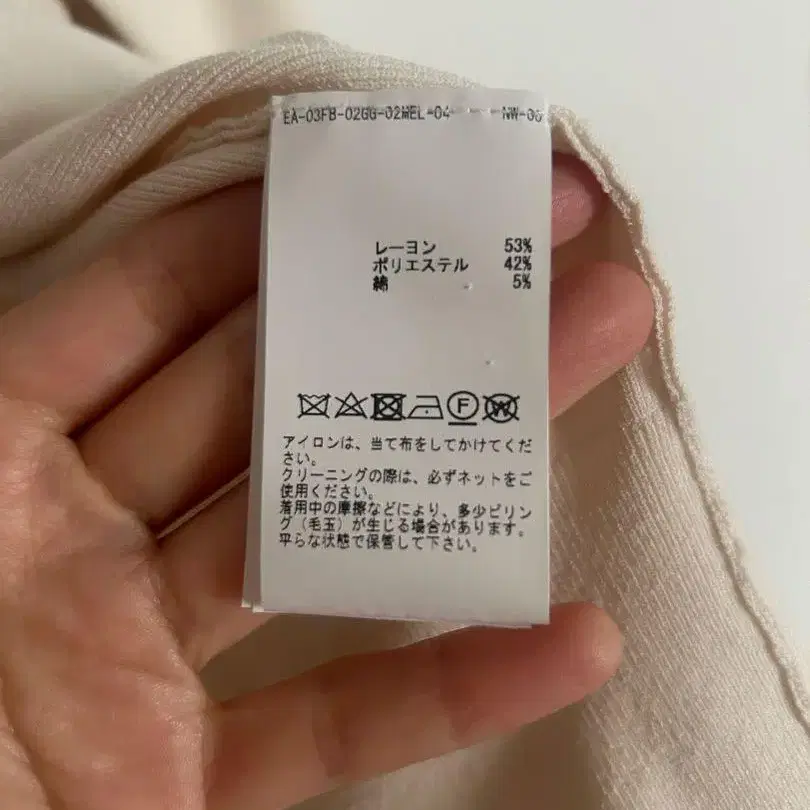 EA-03FB-02GG-02MEL-04 NW-00
レーヨン 53%
ポリエステル 42%
綿 5%
F W
アイロンは、当て布をしてかけてくだ
さい。
クリーニングの際は、必ずネットをご
使用ください。
着用中の摩擦などにより、多少ピリン
グ(毛玉)が生じる場合があります。
平らな状態で保管して下さい。